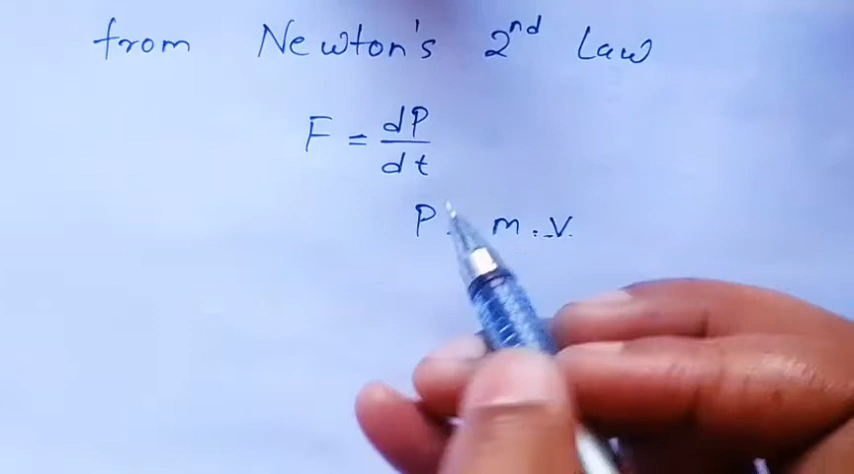 from Newton's 2nd Law
F = dP/dt
P = m.v.